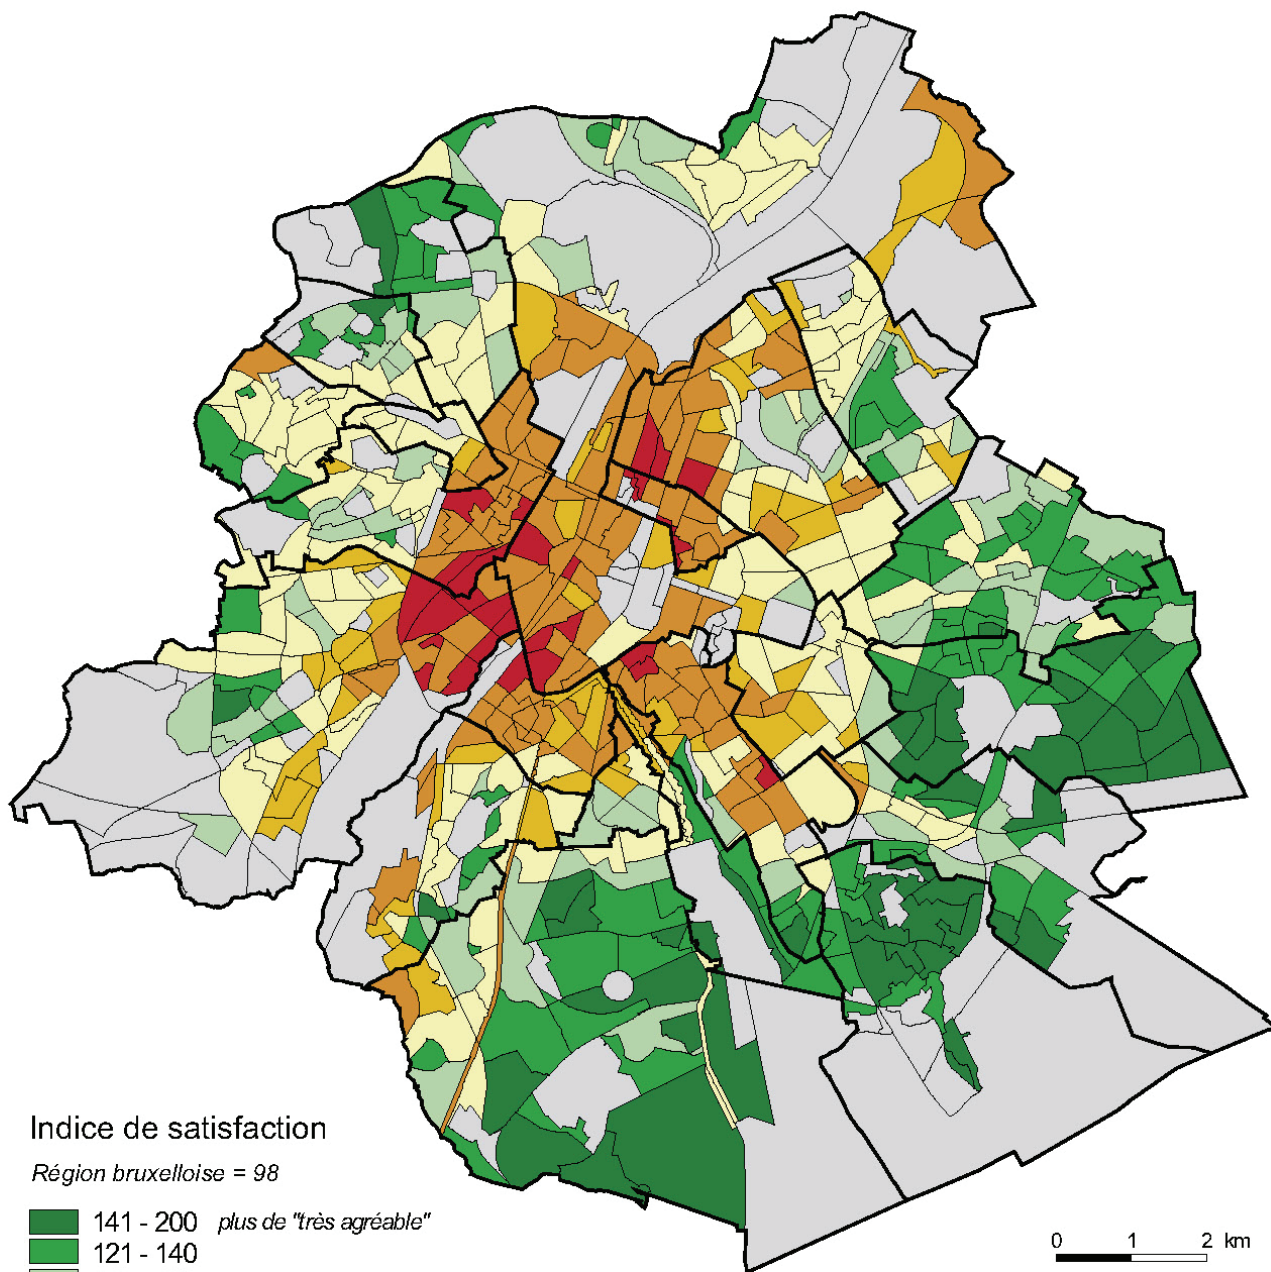 Indice de satisfaction
Région bruxelloise = 98
141 - 200 plus de "très agréable"
121 - 140
0 1 2 km